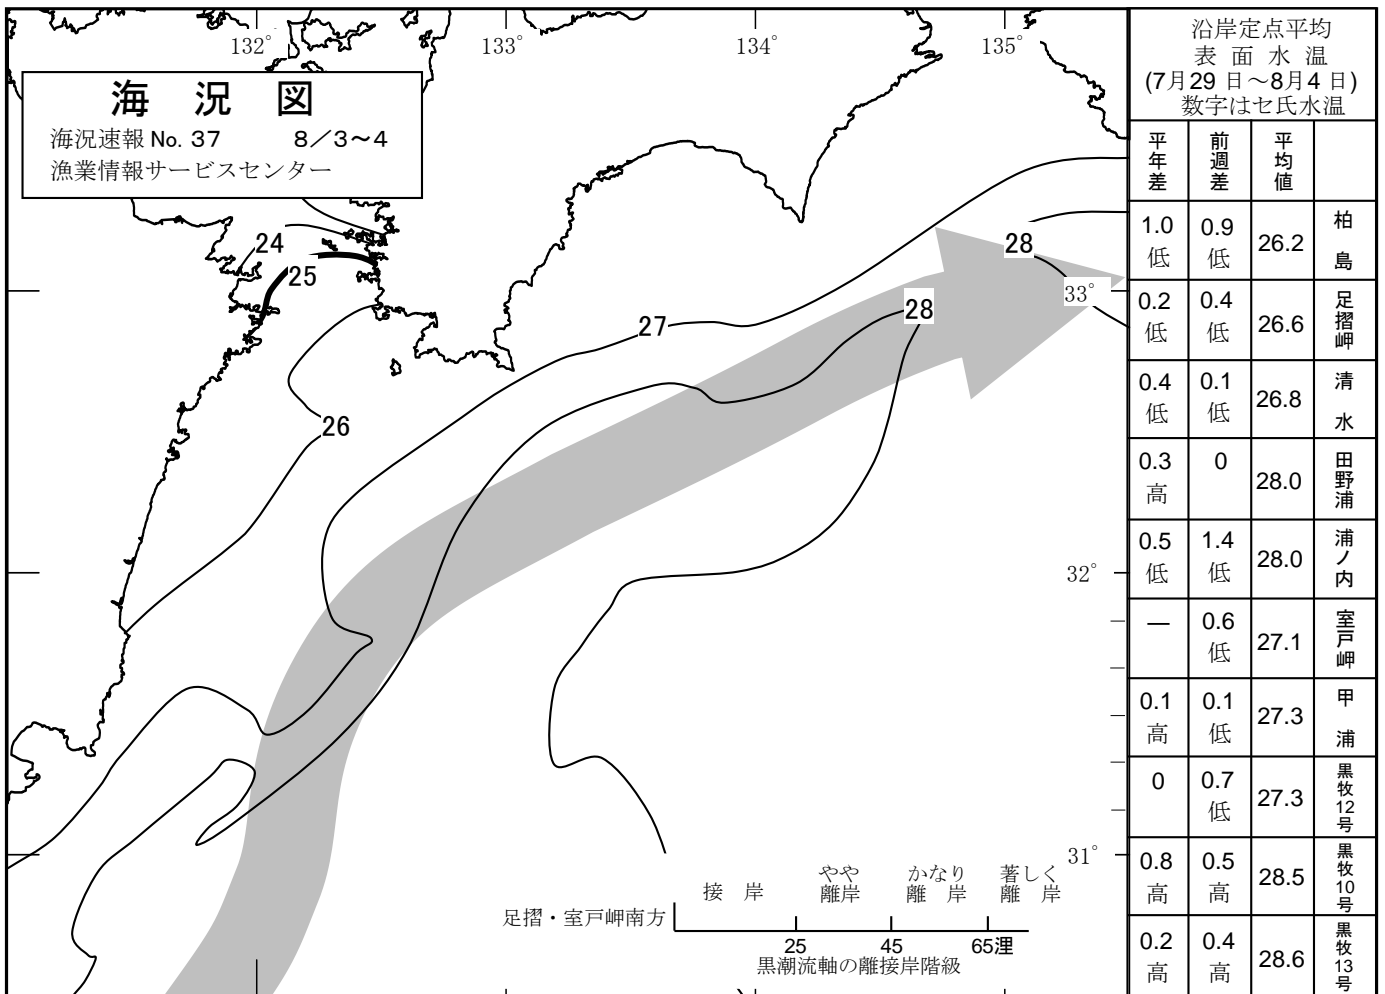 132°
133°
134°
135°
海 況 図
海況速報 No. 37 8／3～4
漁業情報サービスセンター
24
25
28
33°
28
27
26
32°
31°
接 岸
やや
離岸
かなり
離 岸
著しく
離 岸
足摺・室戸岬南方
25 45 65浬
黒潮流軸の離接岸階級
沿岸定点平均
表 面 水 温
(7月29 日～8月4 日)
数字はセ氏水温
平年差 前週差 平均値
1.0低 0.9低 26.2 柏島
0.2低 0.4低 26.6 足摺岬
0.4低 0.1低 26.8 清水
0.3高 0 28.0 田野浦
0.5低 1.4低 28.0 浦ノ内
― 0.6低 27.1 室戸岬
0.1高 0.1低 27.3 甲浦
0 0.7低 27.3 黒牧12号
0.8高 0.5高 28.5 黒牧10号
0.2高 0.4高 28.6 黒牧13号